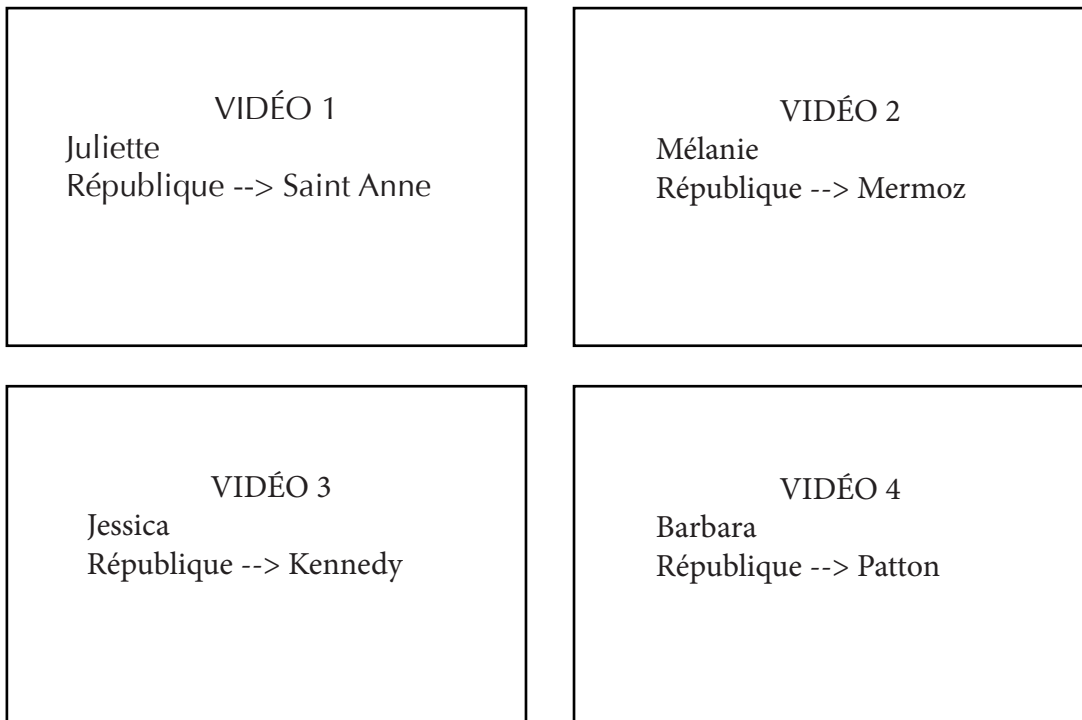 VIDÉO 1
Juliette
République --> Saint Anne
VIDÉO 2
Mélanie
République --> Mermoz
VIDÉO 3
Jessica
République --> Kennedy
VIDÉO 4
Barbara
République --> Patton